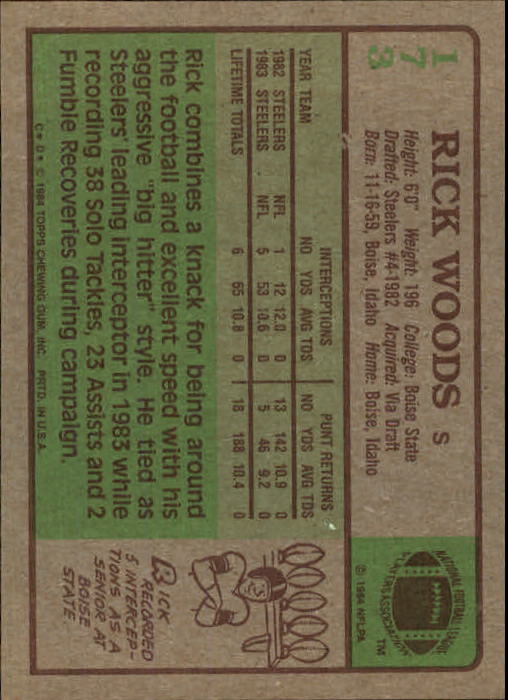 173
RICK WOODS S
Height: 6'0" Weight: 196 College: Boise State
Drafted: Steelers #4-1982 Acquired: Via Draft
Born: 11-16-59, Boise, Idaho Home: Boise, Idaho
NATIONAL FOOTBALL LEAGUE
PLAYERS ASSOCIATION
TM
© 1984 NFLPA
INTERCEPTIONS PUNT RETURNS
YEAR TEAM NO YDS AVG TDS NO YDS AVG TDS
1982 STEELERS NFL 1 12 12.0 0 13 142 10.9 0
1983 STEELERS NFL 5 53 10.6 0 5 46 9.2 0
LIFETIME TOTALS 6 65 10.8 0 18 188 10.4 0
Rick combines a knack for being around
the football and excellent speed with his
aggressive "big hitter" style. He tied as
Steelers' leading interceptor in 1983 while
recording 38 Solo Tackles, 23 Assists and 2
Fumble Recoveries during campaign.
C★D★ © 1984 TOPPS CHEWING GUM, INC. PRTD. IN U.S.A.
RICK
RECORDED
5 INTERCEP-
TIONS AS A
SENIOR AT
BOISE
STATE